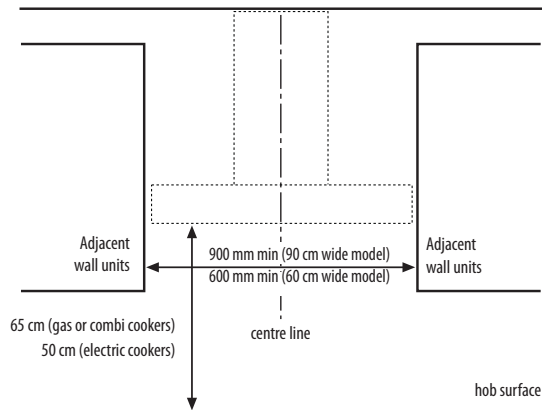 Adjacent
wall units
900 mm min (90 cm wide model)
600 mm min (60 cm wide model)
Adjacent
wall units
65 cm (gas or combi cookers)
50 cm (electric cookers)
centre line
hob surface